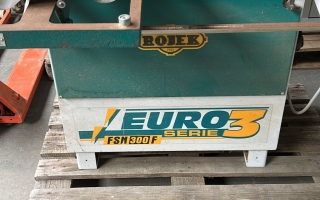 ROJEK
EURO 3
SERIE
FSN 300 F